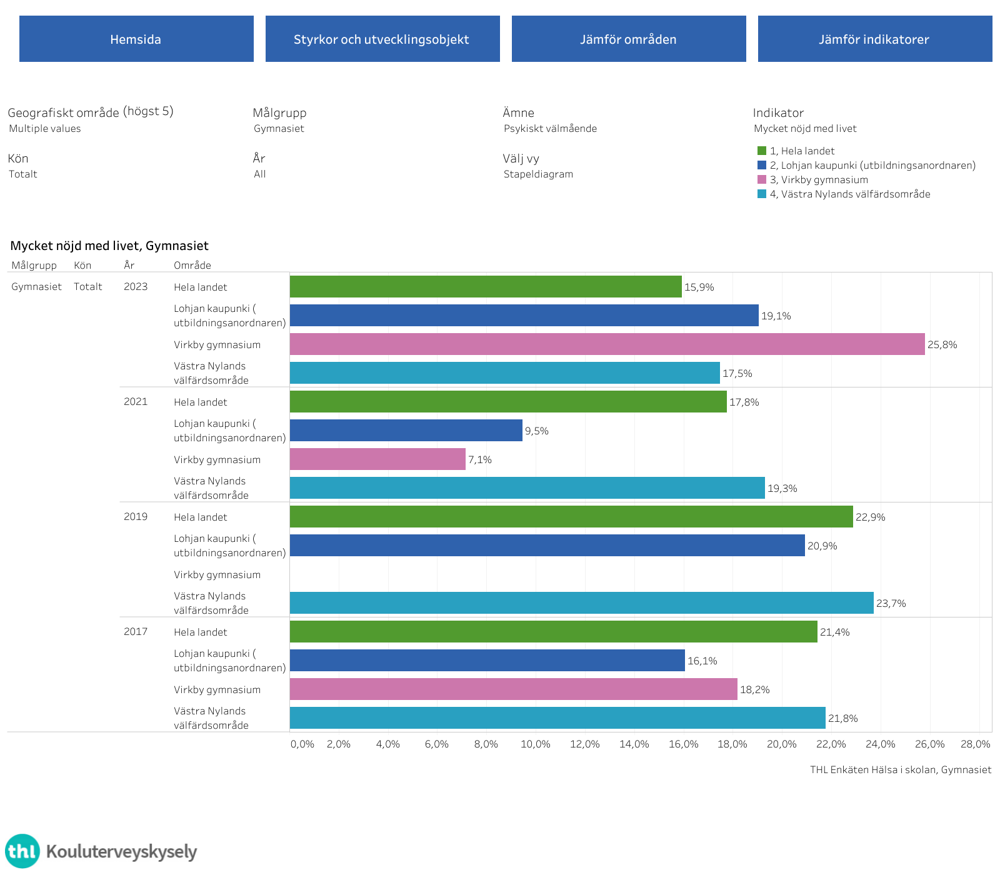 Hemsida
Styrkor och utvecklingsobjekt
Jämför områden
Jämför indikatorer
Geografiskt område (högst 5)
Multiple values
Målgrupp
Gymnasiet
Ämne
Psykiskt välmående
Indikator
Mycket nöjd med livet
Kön
Totalt
År
All
Välj vy
Stapeldiagram
1, Hela landet
2, Lohjan kaupunki (utbildningsanordnaren)
3, Virkby gymnasium
4, Västra Nylands välfärdsområde
Mycket nöjd med livet, Gymnasiet
Målgrupp Kön År Område
Gymnasiet Totalt 2023 Hela landet 15,9%
Lohjan kaupunki (
utbildningsanordnaren) 19,1%
Virkby gymnasium 25,8%
Västra Nylands
välfärdsområde 17,5%
2021 Hela landet 17,8%
Lohjan kaupunki (
utbildningsanordnaren) 9,5%
Virkby gymnasium 7,1%
Västra Nylands
välfärdsområde 19,3%
2019 Hela landet 22,9%
Lohjan kaupunki (
utbildningsanordnaren) 20,9%
Virkby gymnasium
Västra Nylands
välfärdsområde 23,7%
2017 Hela landet 21,4%
Lohjan kaupunki (
utbildningsanordnaren) 16,1%
Virkby gymnasium 18,2%
Västra Nylands
välfärdsområde 21,8%
0,0% 2,0% 4,0% 6,0% 8,0% 10,0% 12,0% 14,0% 16,0% 18,0% 20,0% 22,0% 24,0% 26,0% 28,0%
THL Enkäten Hälsa i skolan, Gymnasiet
thl Kouluterveyskysely